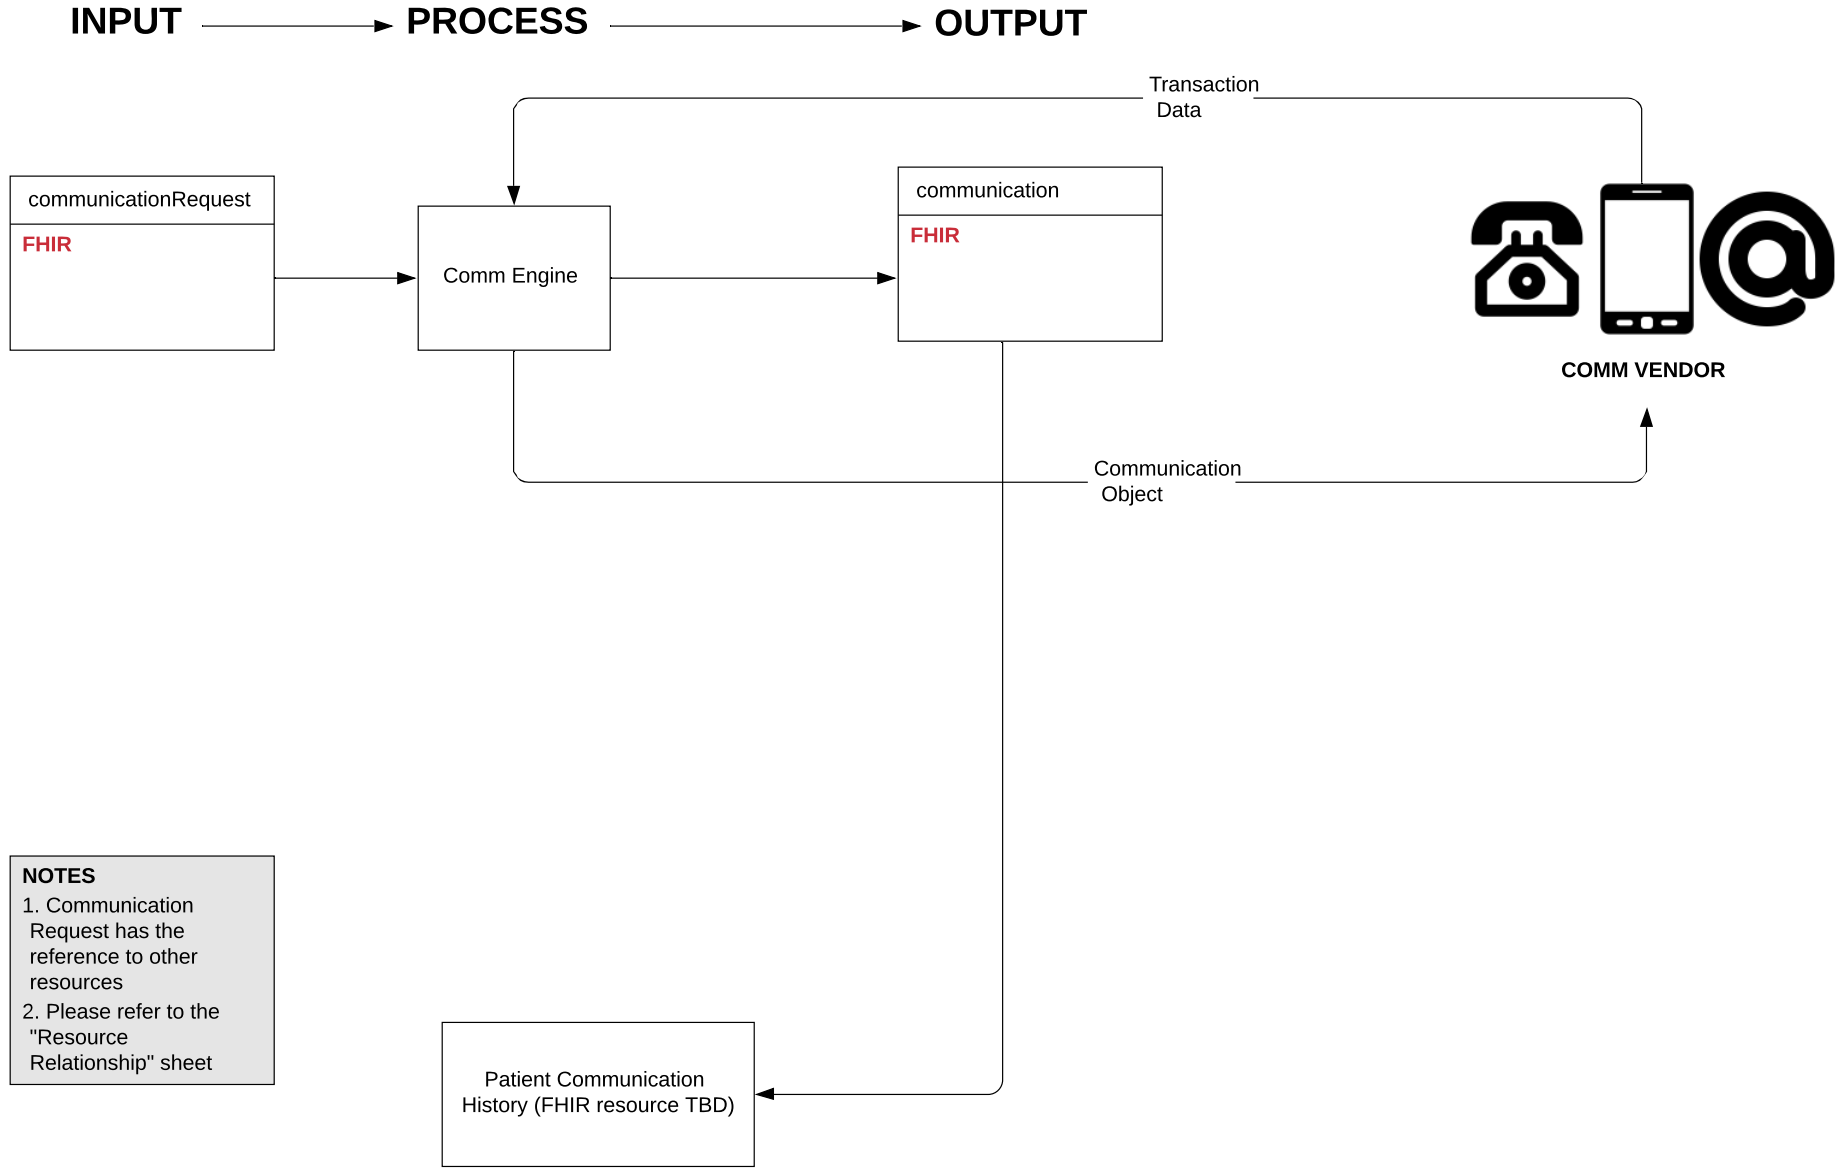 INPUT
PROCESS
OUTPUT
Transaction
Data
communicationRequest
FHIR
Comm Engine
communication
FHIR
COMM VENDOR
Communication
Object
NOTES
1. Communication
Request has the
reference to other
resources
2. Please refer to the
"Resource
Relationship" sheet
Patient Communication
History (FHIR resource TBD)